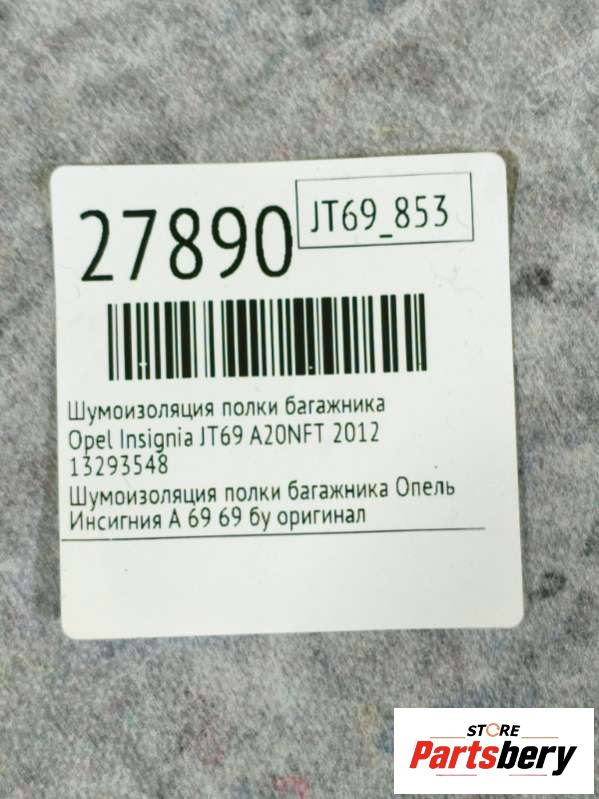 27890
JT69_853
Шумоизоляция полки багажника
Opel Insignia JT69 A20NFT 2012
13293548
Шумоизоляция полки багажника Опель
Инсигния А 69 69 бу оригинал
STORE
Partsbery